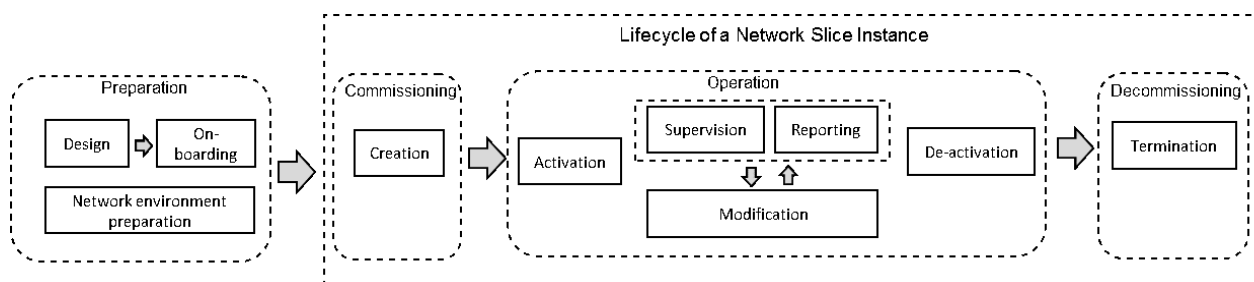 Lifecycle of a Network Slice Instance
Preparation
Design
On-
boarding
Network environment
preparation
Commissioning
Creation
Operation
Activation
Supervision
Reporting
Modification
De-activation
Decommissioning
Termination